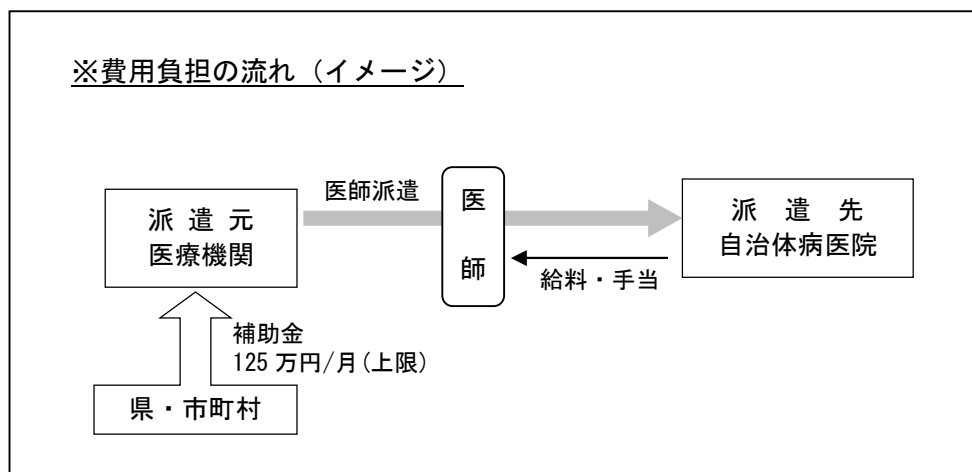 ※費用負担の流れ（イメージ）
医師派遣
派遣元
医療機関
医師
派遣先
自治体病医院
給料・手当
補助金
125万円/月(上限)
県・市町村